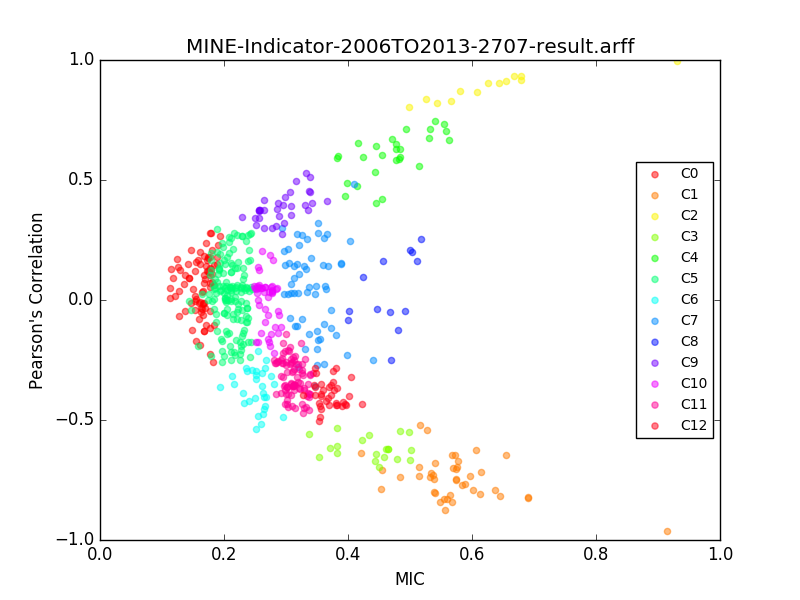 MINE-Indicator-2006TO2013-2707-result.arff
1.0
0.5
0.0
−0.5
−1.0
Pearson's Correlation
0.0 0.2 0.4 0.6 0.8 1.0
MIC
C0
C1
C2
C3
C4
C5
C6
C7
C8
C9
C10
C11
C12